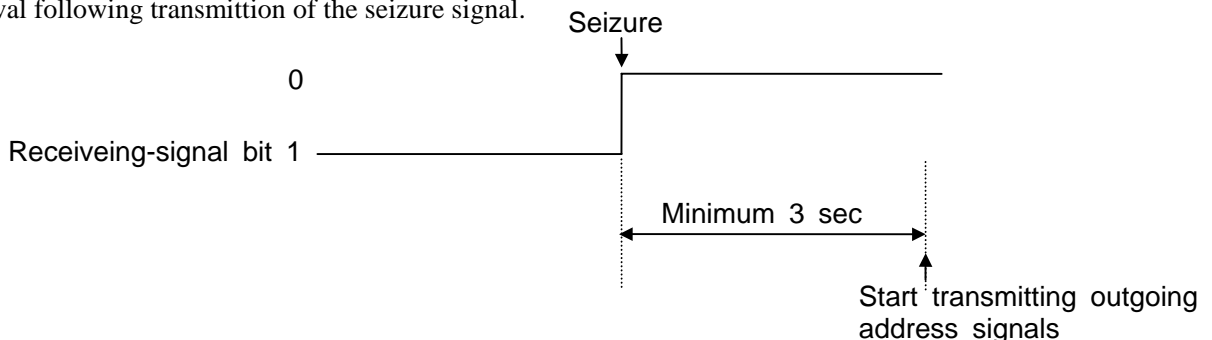 val following transmittion of the seizure signal.
Seizure
0
Receiveing-signal bit 1
Minimum 3 sec
Start transmitting outgoing
address signals